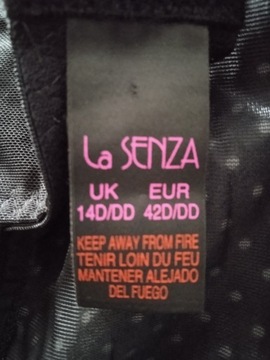 La SENZA
UK EUR
14D/DD 42D/DD
KEEP AWAY FROM FIRE
TENIR LOIN DU FEU
MANTENER ALEJADO
DEL FUEGO